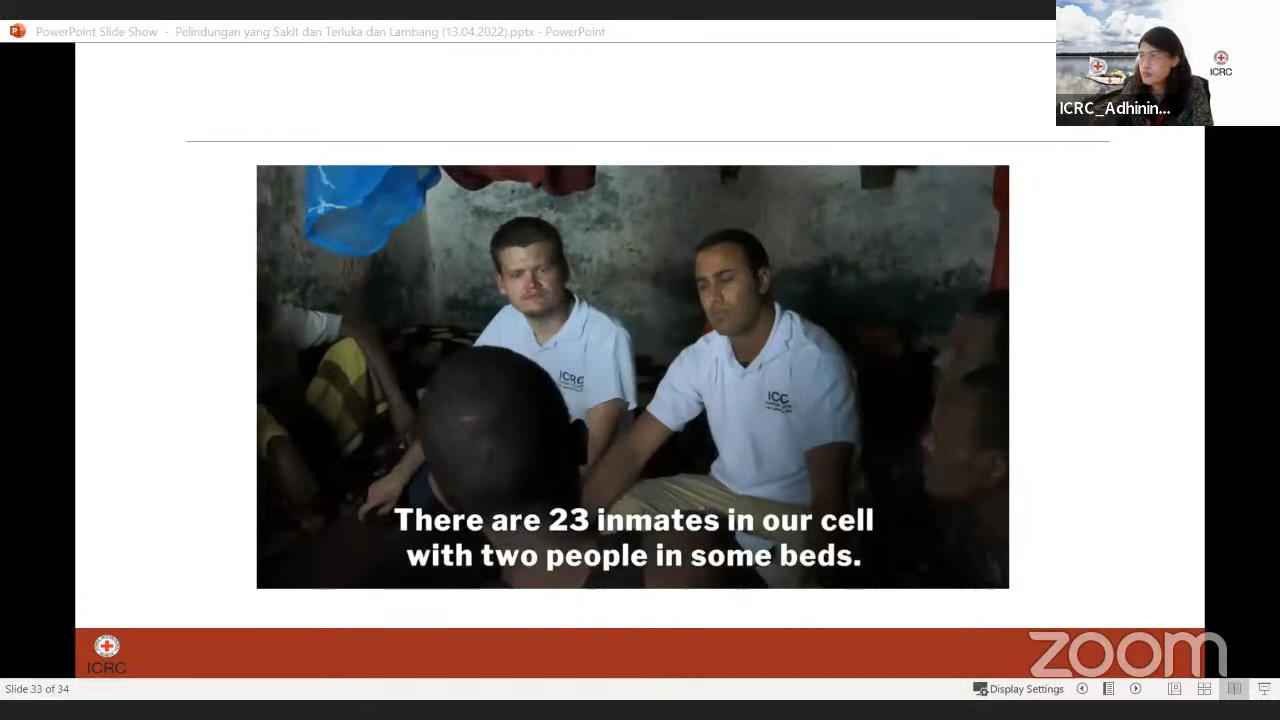 PowerPoint Slide Show - Pelindungan yang Sakit dan Terluka dan Lambang (13.04.2022).pptx - PowerPoint
ICRC
ICRC_Adhinin...
ICRC
ICC
There are 23 inmates in our cell
with two people in some beds.
ICRC
zoom
Slide 33 of 34
Display Settings